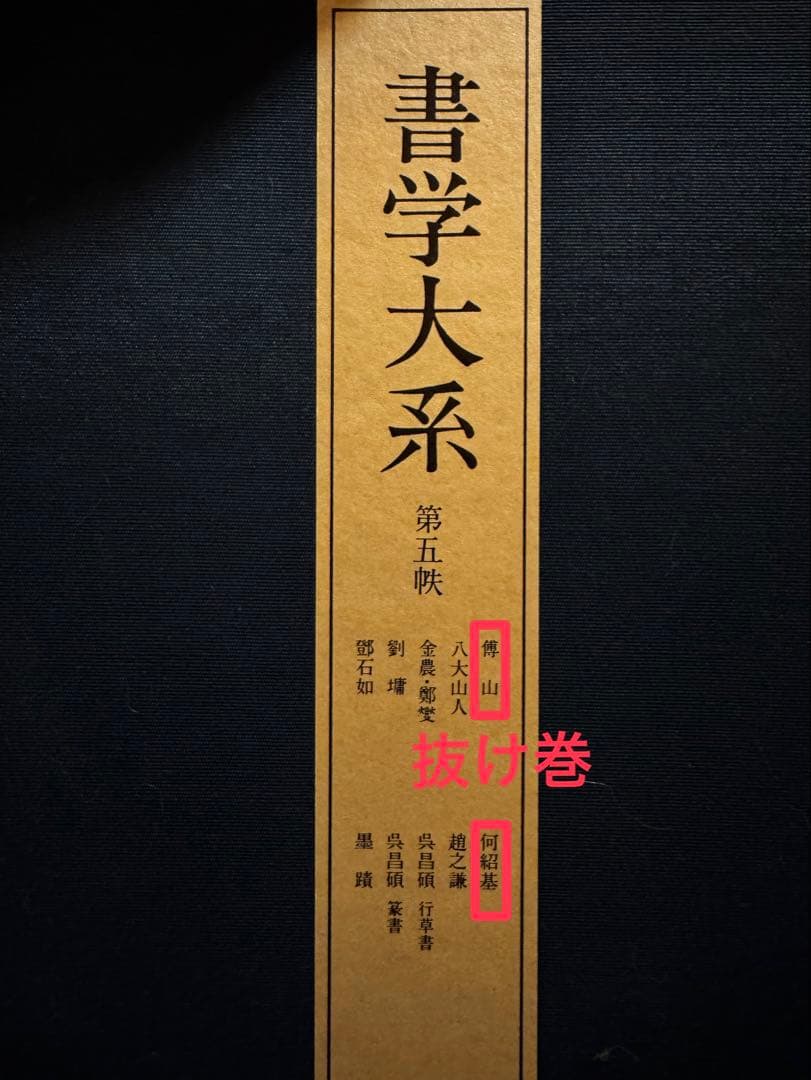 書学大系
第五帙
傅山
八大山人
金農・鄭燮
劉墉
鄧石如
抜け巻
何紹基
趙之謙
呉昌碩 行草書
呉昌碩 篆書
墨蹟